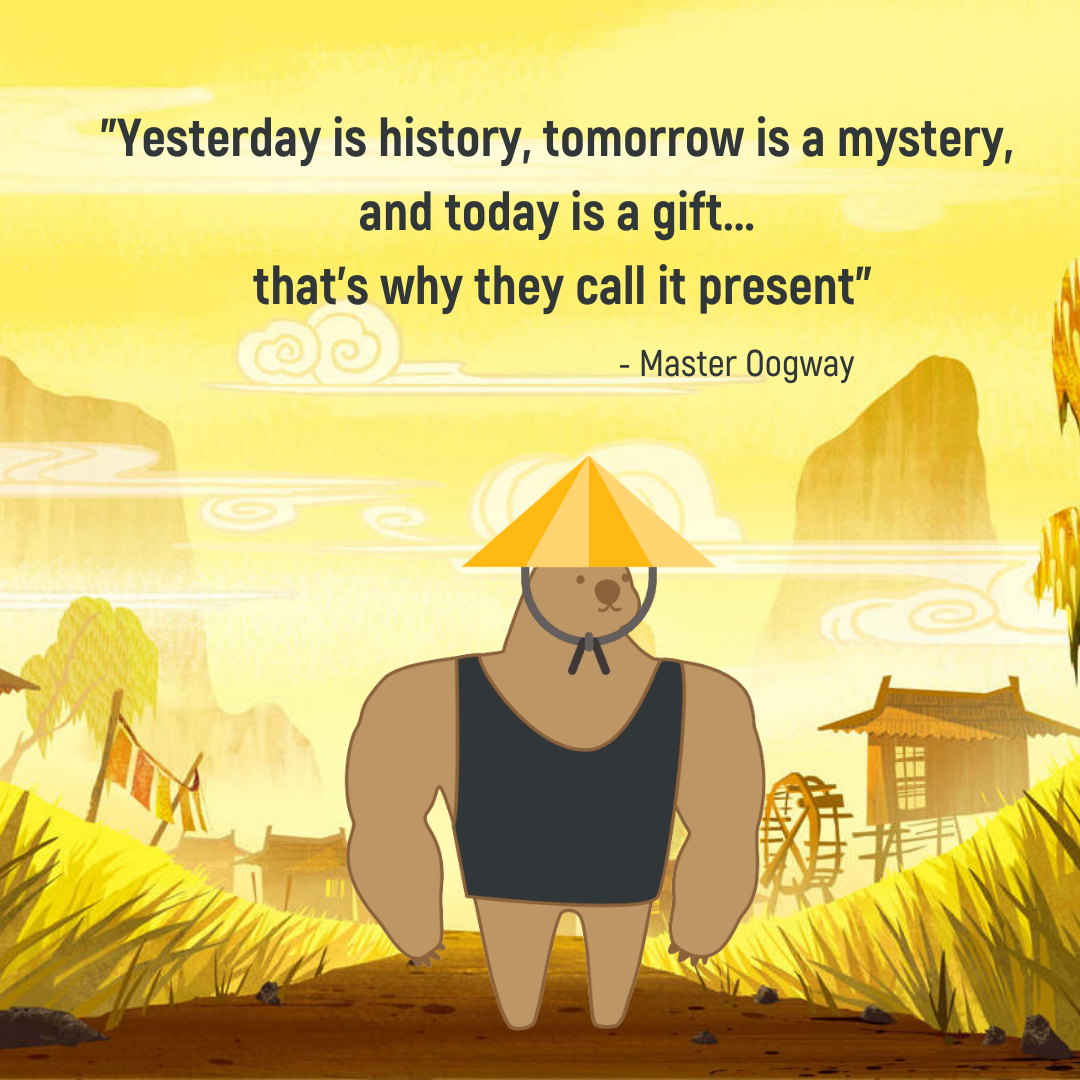 "Yesterday is history, tomorrow is a mystery,
and today is a gift...
that's why they call it present"
- Master Oogway